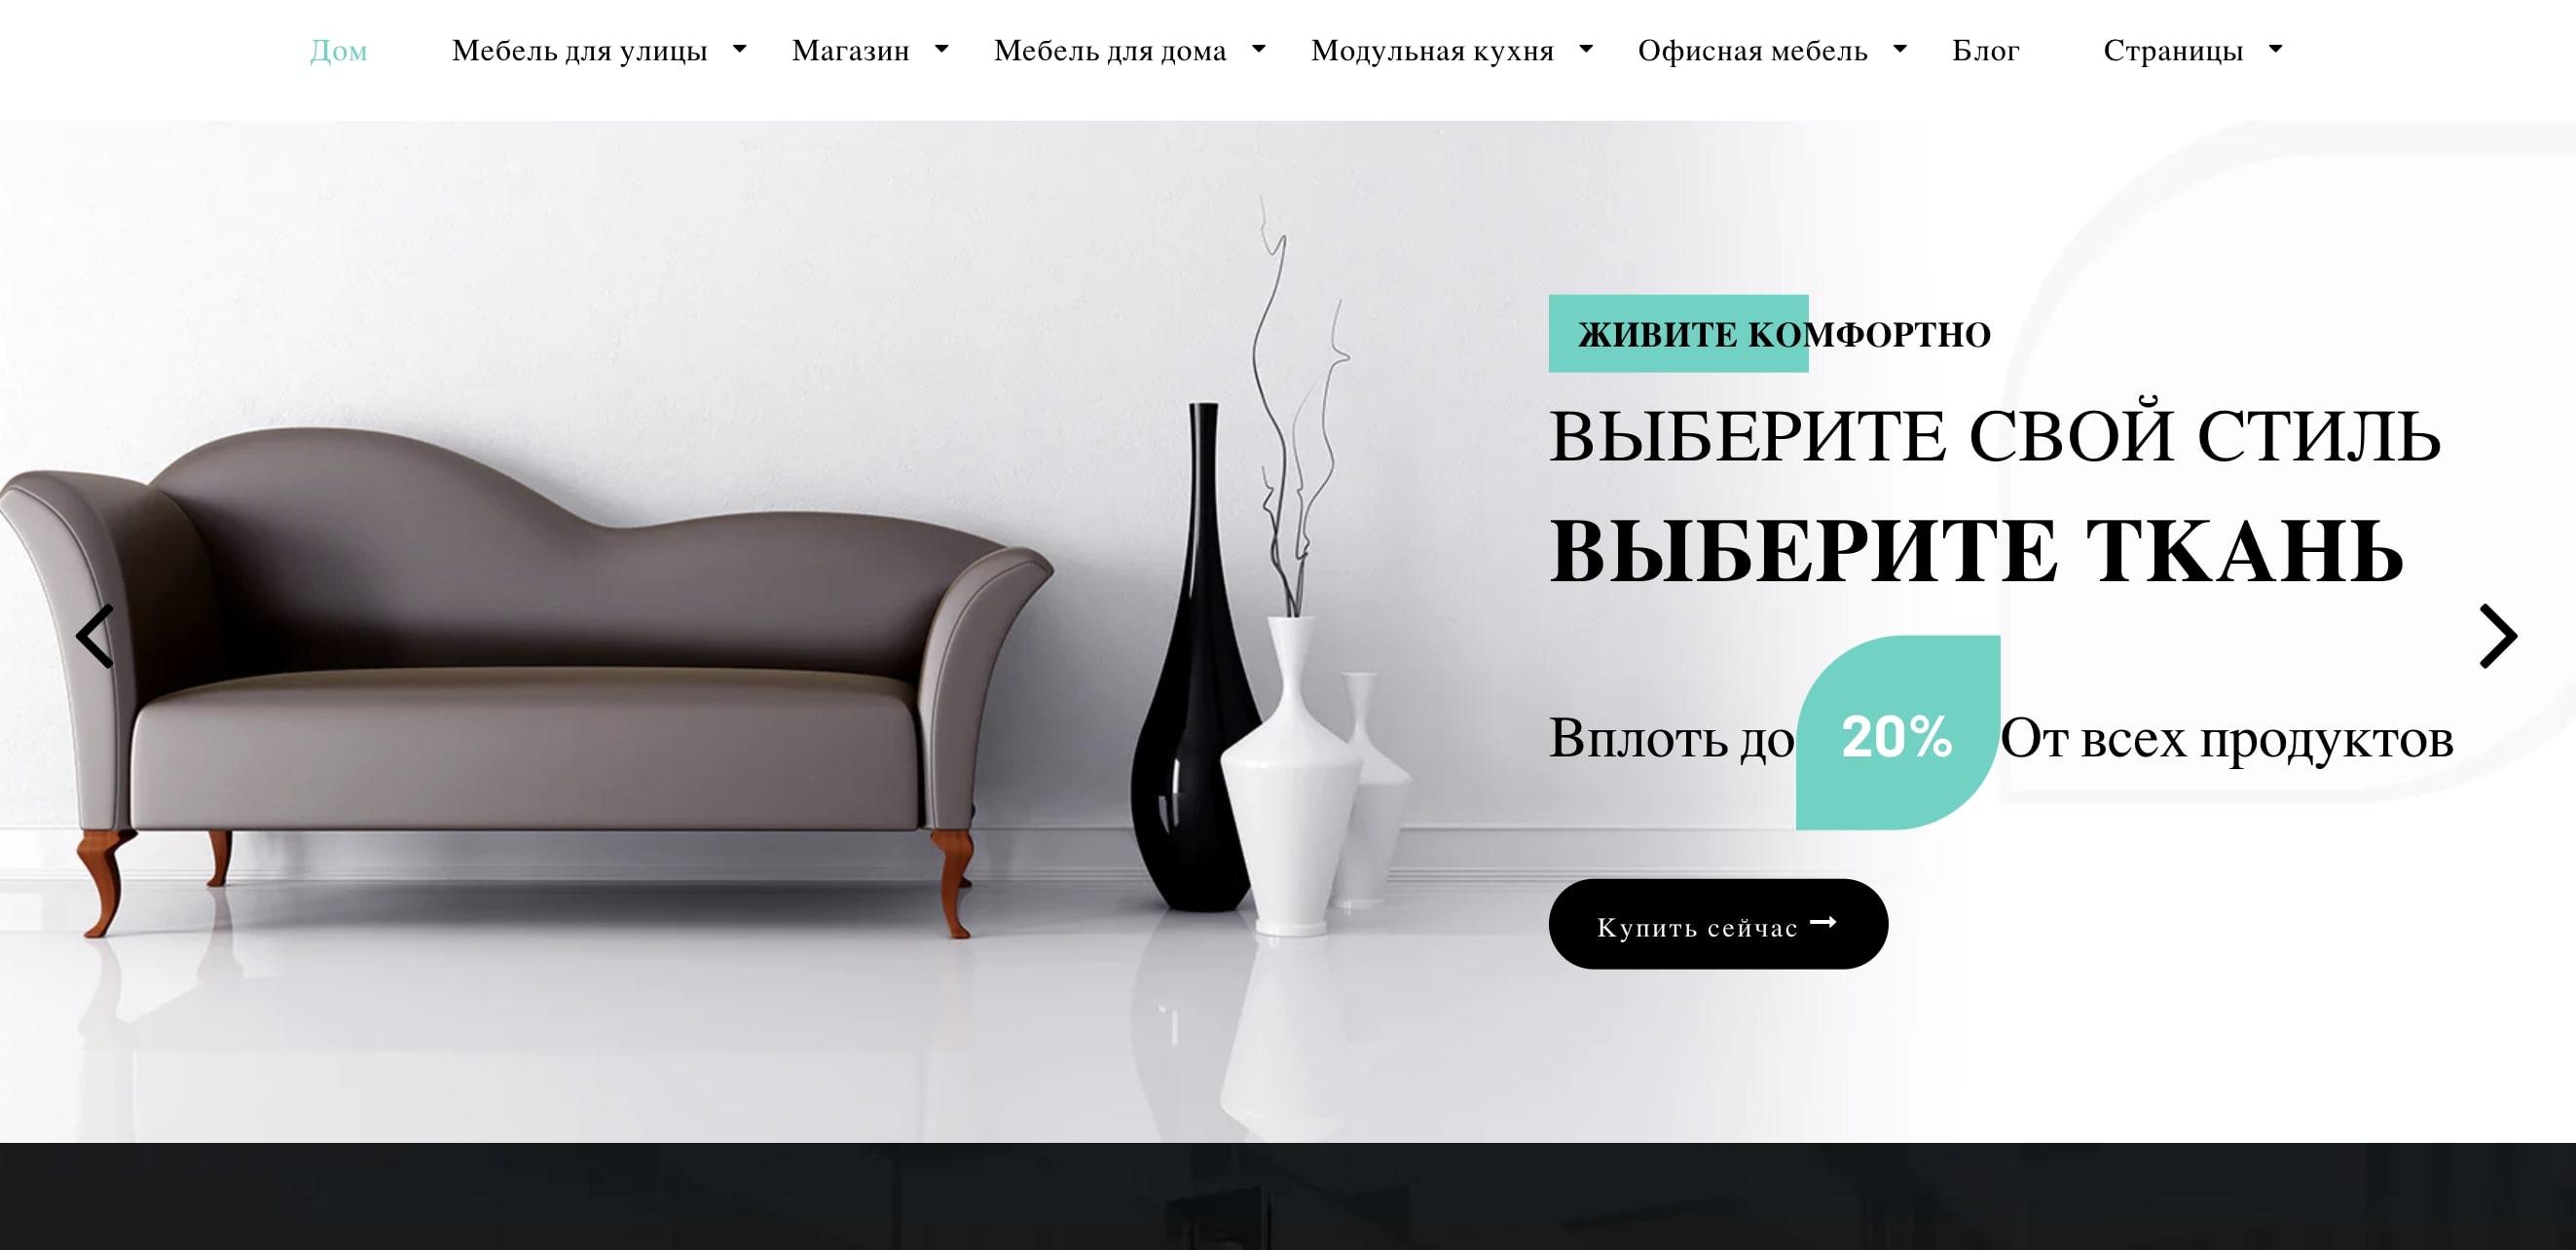 Дом Мебель для улицы Магазин Мебель для дома Модульная кухня Офисная мебель Блог Страницы
ЖИВИТЕ КОМФОРТНО
ВЫБЕРИТЕ СВОЙ СТИЛЬ
ВЫБЕРИТЕ ТКАНЬ
Вплоть до 20% От всех продуктов
Купить сейчас